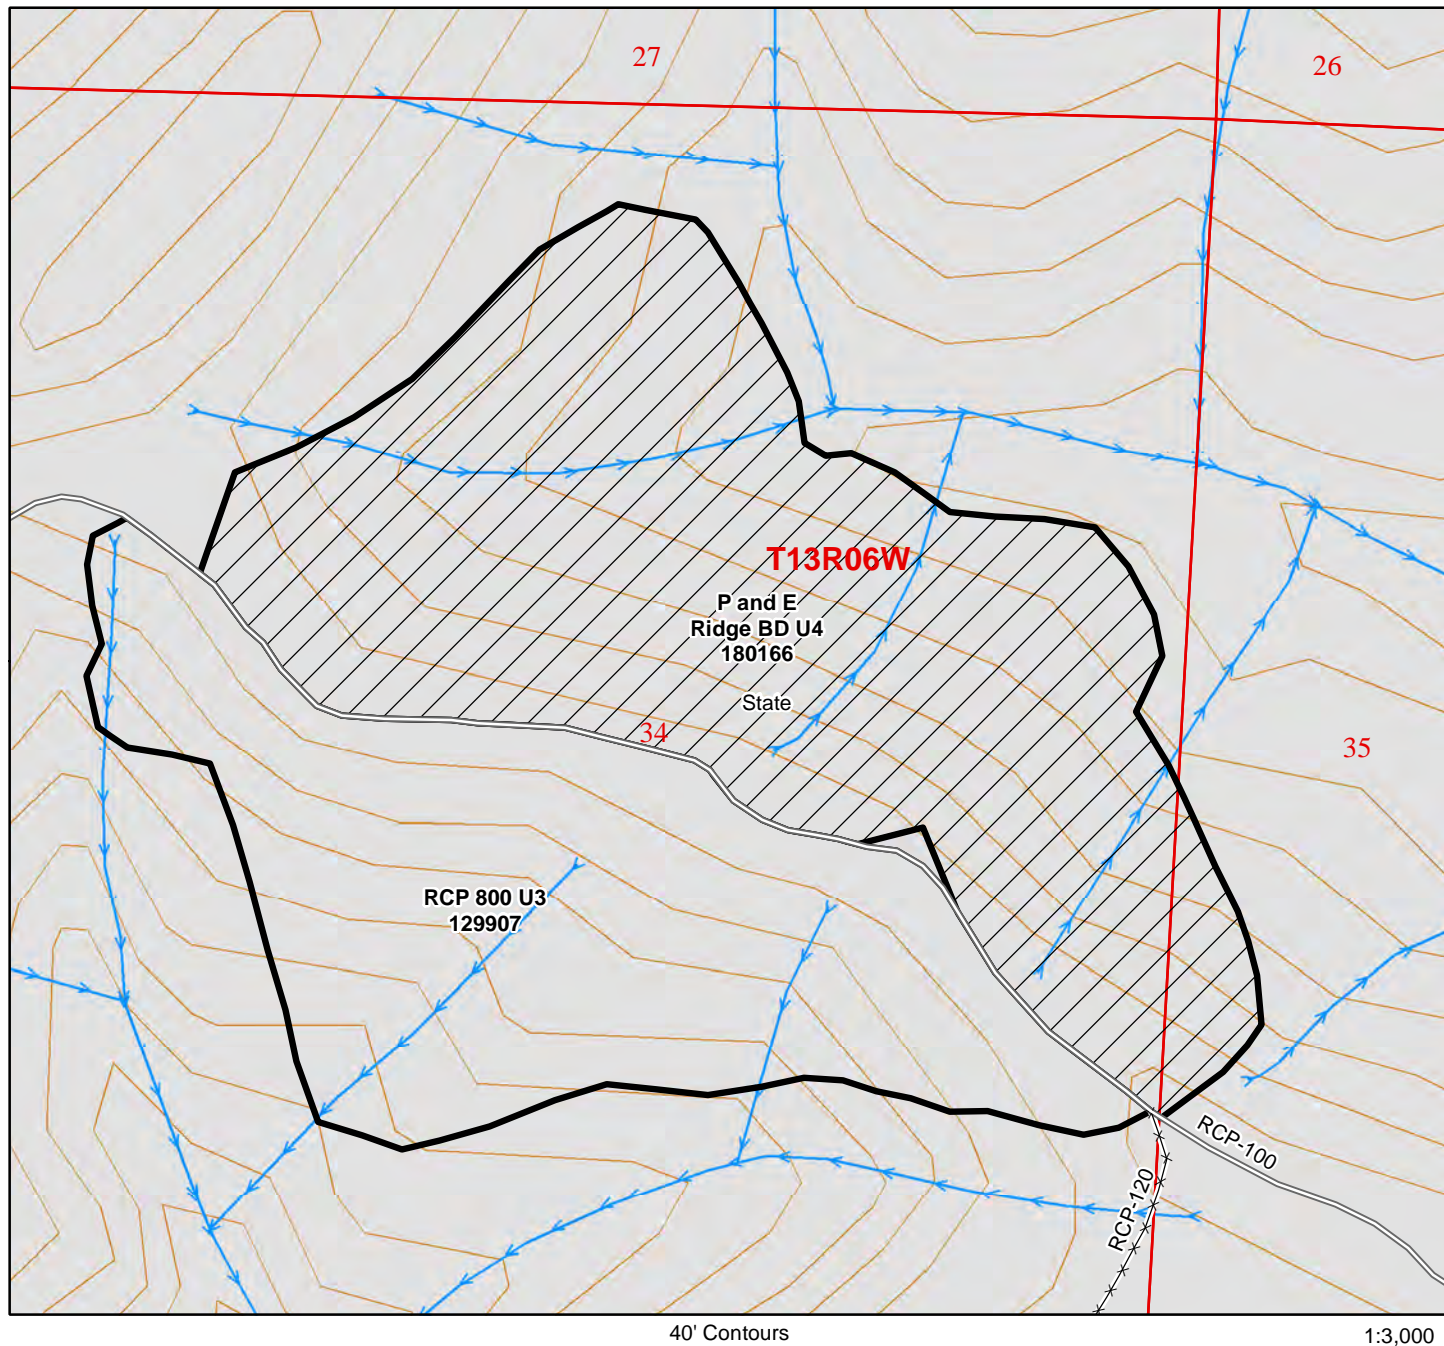 27
26
T13R06W
P and E
Ridge BD U4
180166
State
34
35
RCP 800 U3
129907
RCP-100
RCP-120
40' Contours
1:3,000